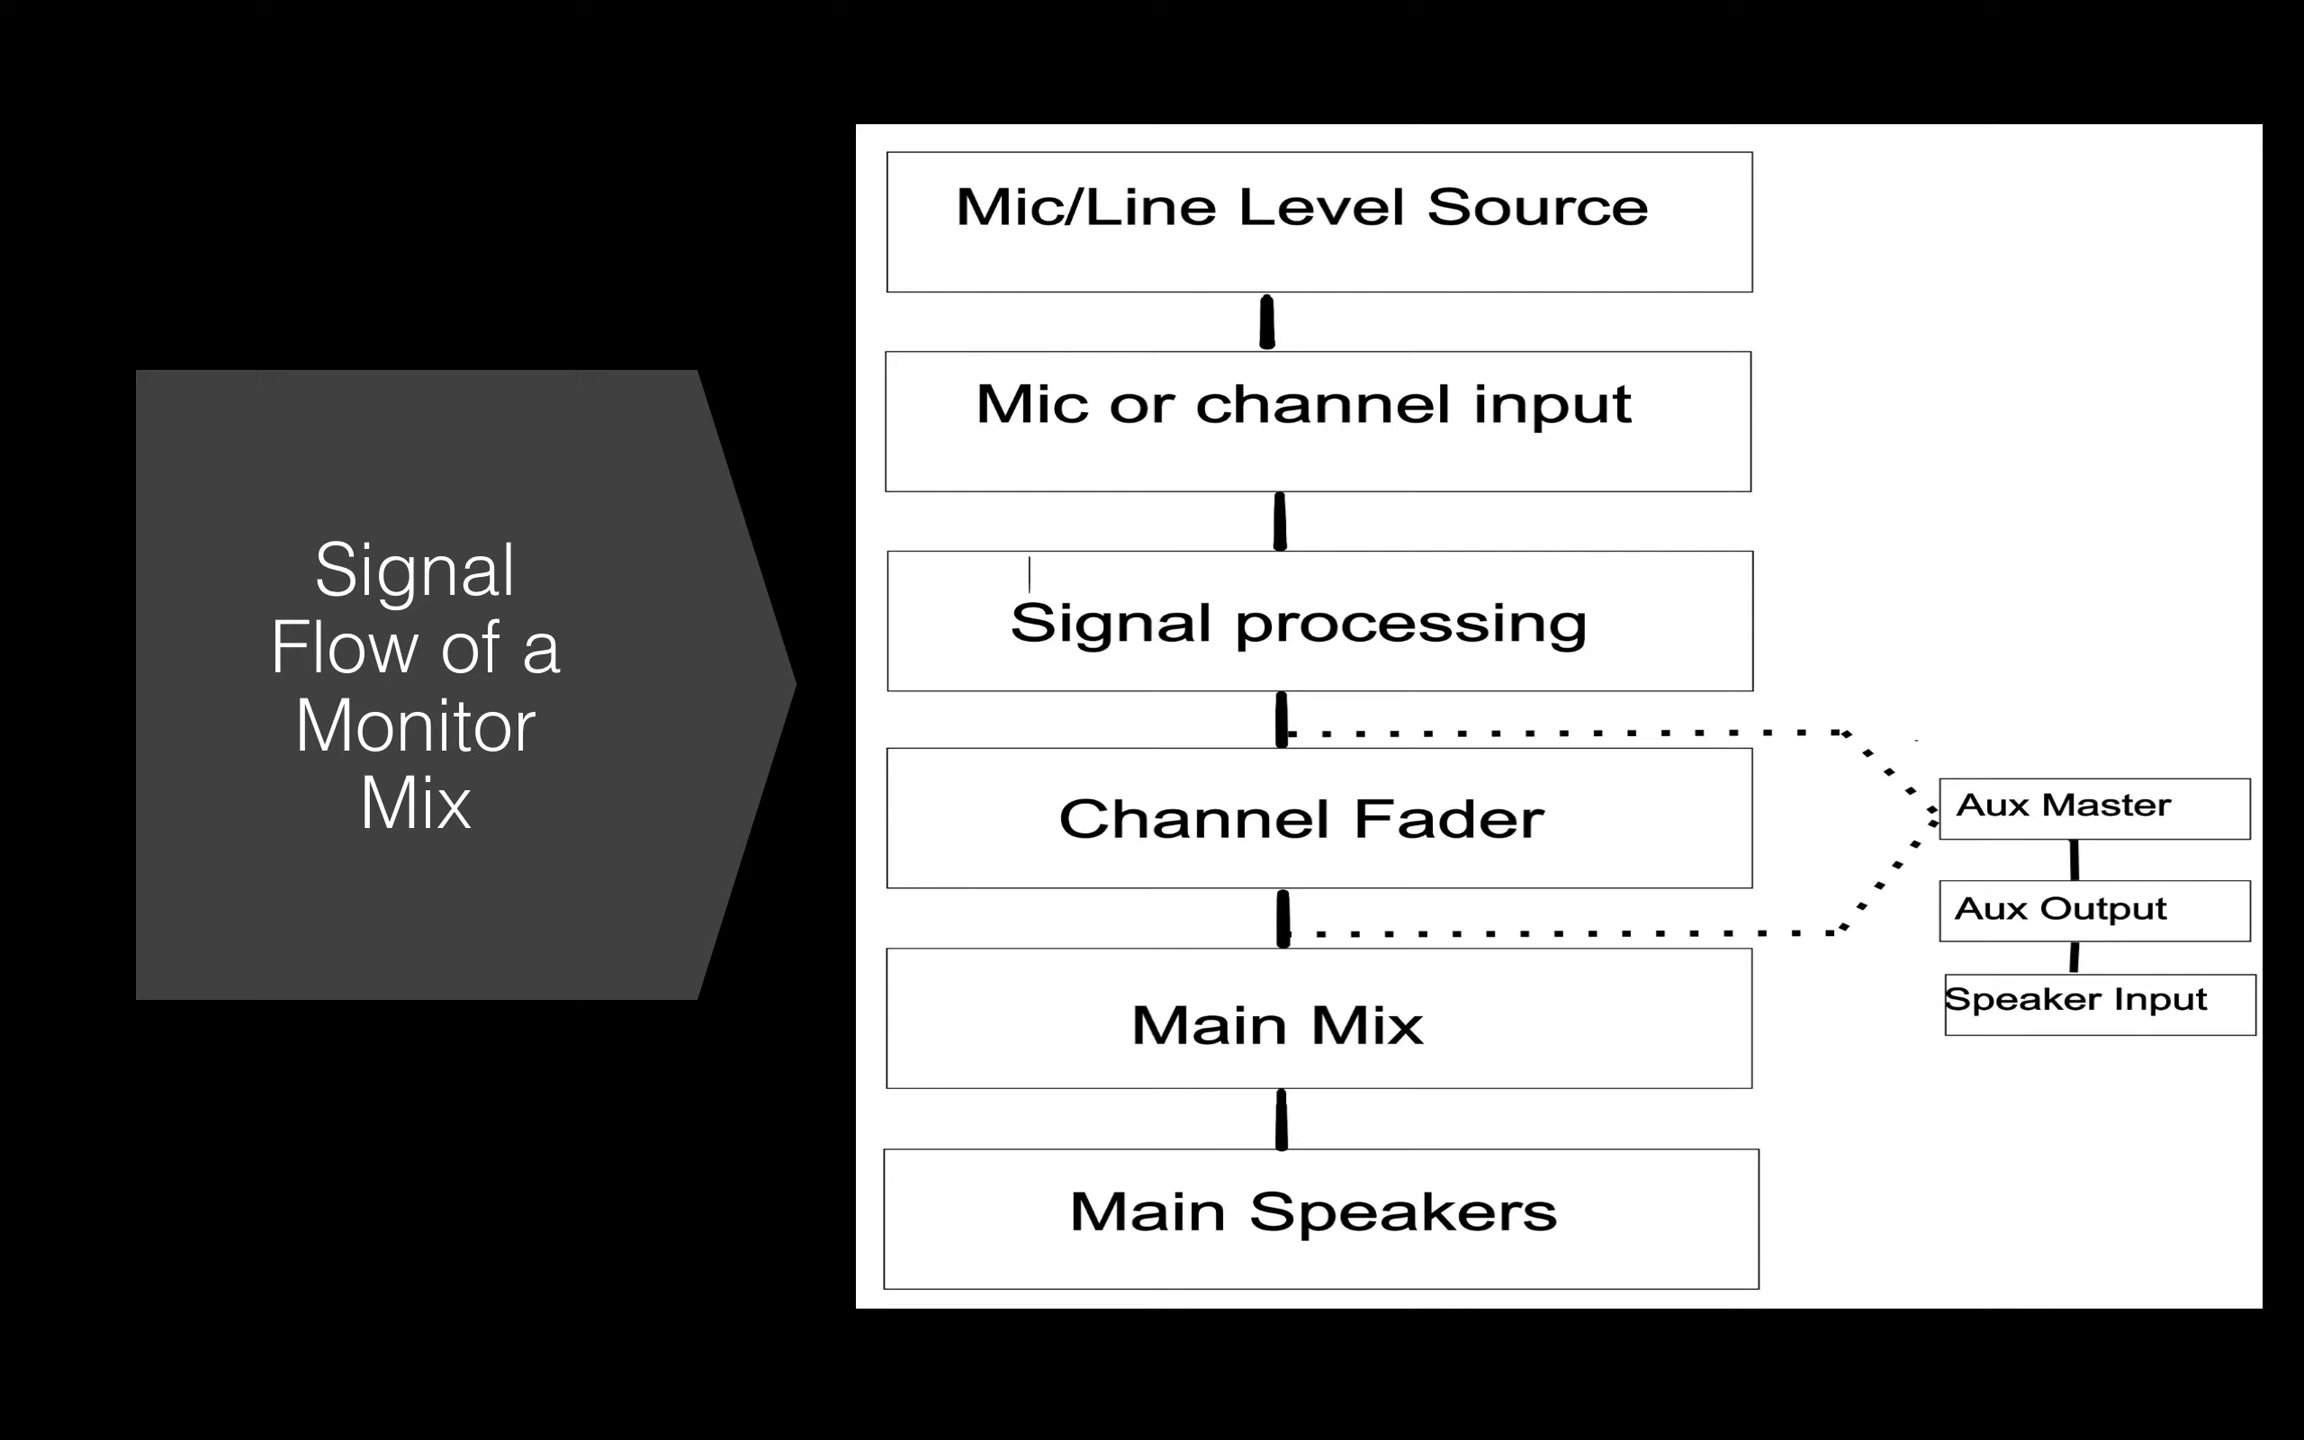 Signal
Flow of a
Monitor
Mix
Mic/Line Level Source
Mic or channel input
Signal processing
Channel Fader
Main Mix
Main Speakers
Aux Master
Aux Output
Speaker Input